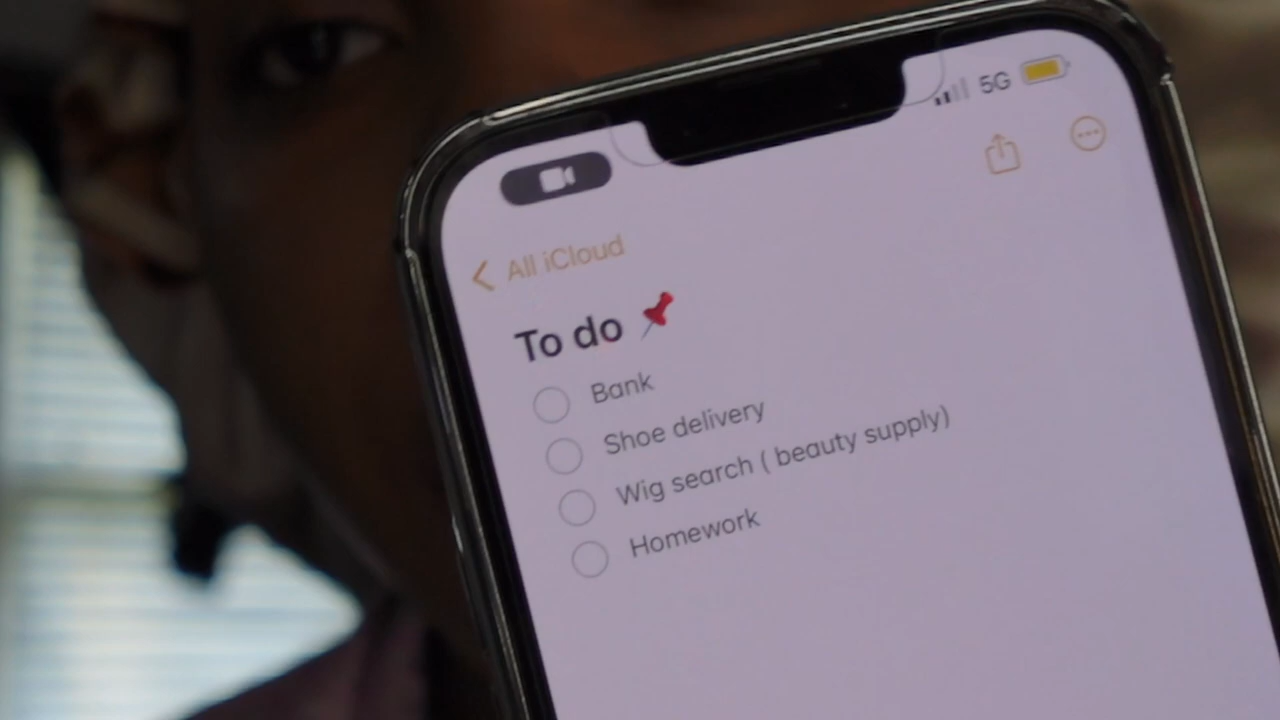 5G
All iCloud
To do 📌
Bank
Shoe delivery
Wig search ( beauty supply)
Homework